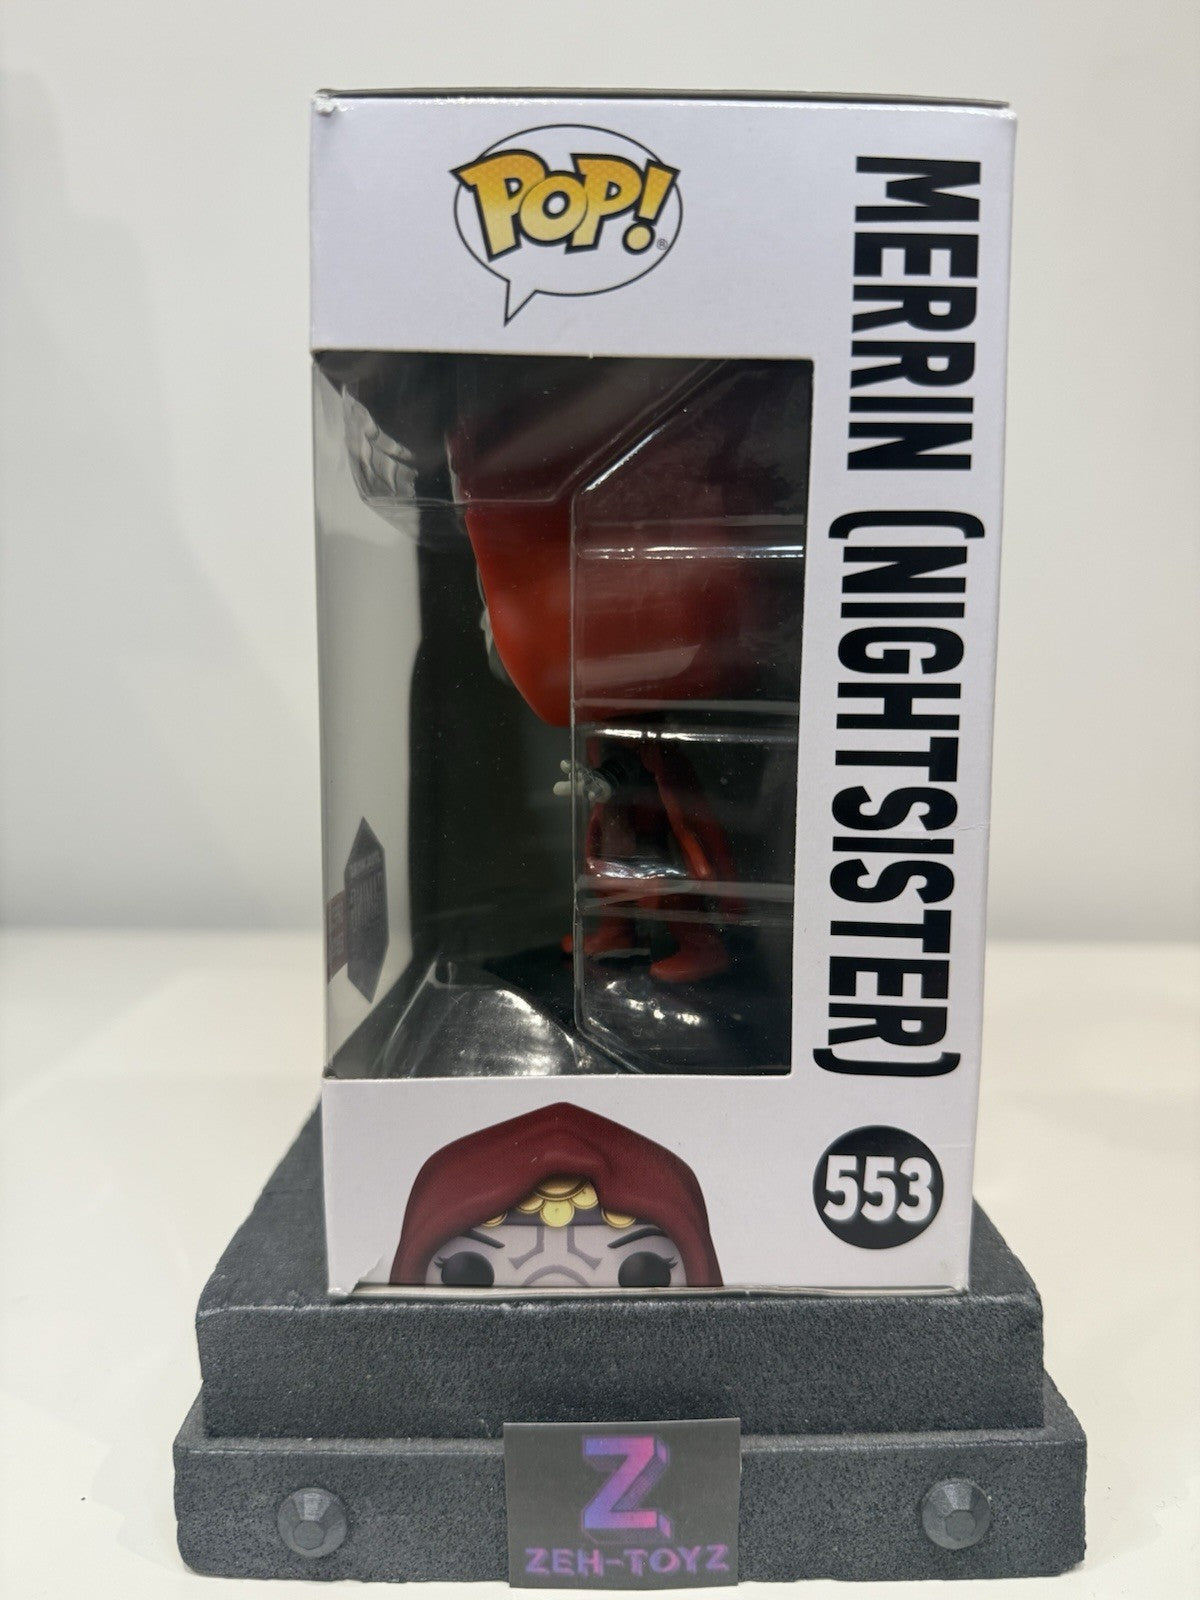 POP!
®
MERRIN (NIGHTSISTER)
553
Z
ZEH-TOYZ